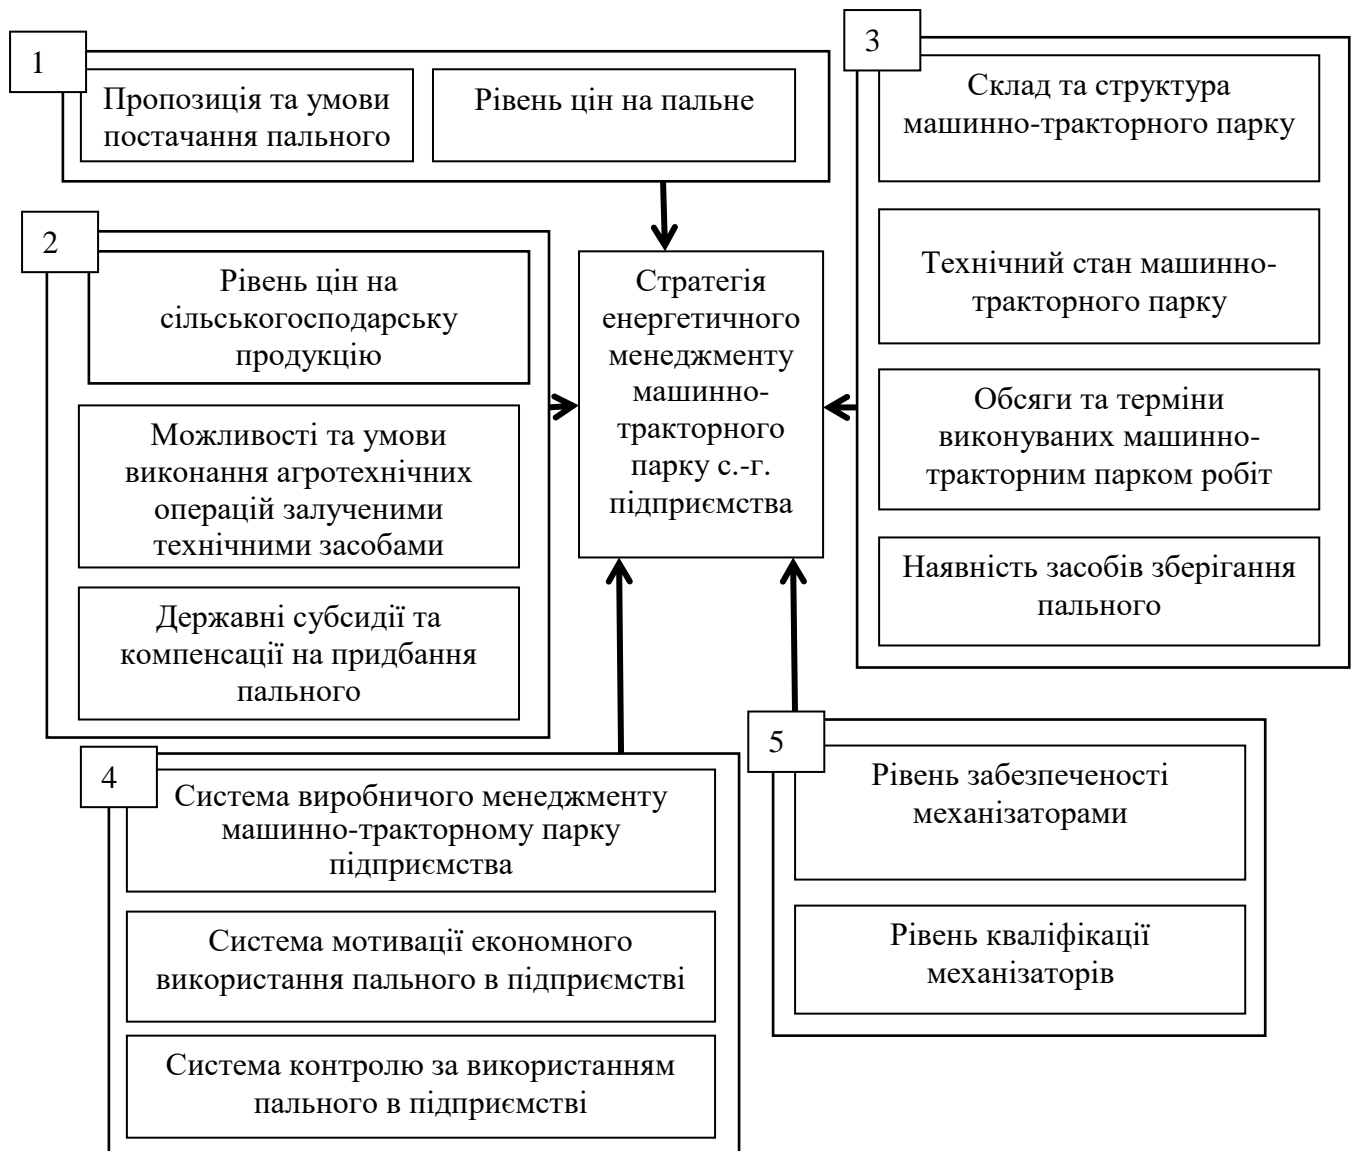 1
Пропозиція та умови
постачання пального
Рівень цін на пальне
2
Рівень цін на
сільськогосподарську
продукцію
Можливості та умови
виконання агротехнічних
операцій залученими
технічними засобами
Державні субсидії та
компенсації на придбання
пального
Стратегія
енергетичного
менеджменту
машинно-
тракторного
парку с.-г.
підприємства
3
Склад та структура
машинно-тракторного парку
Технічний стан машинно-
тракторного парку
Обсяги та терміни
виконуваних машинно-
тракторним парком робіт
Наявність засобів зберігання
пального
4
Система виробничого менеджменту
машинно-тракторному парку
підприємства
Система мотивації економного
використання пального в підприємстві
Система контролю за використанням
пального в підприємстві
5
Рівень забезпеченості
механізаторами
Рівень кваліфікації
механізаторів